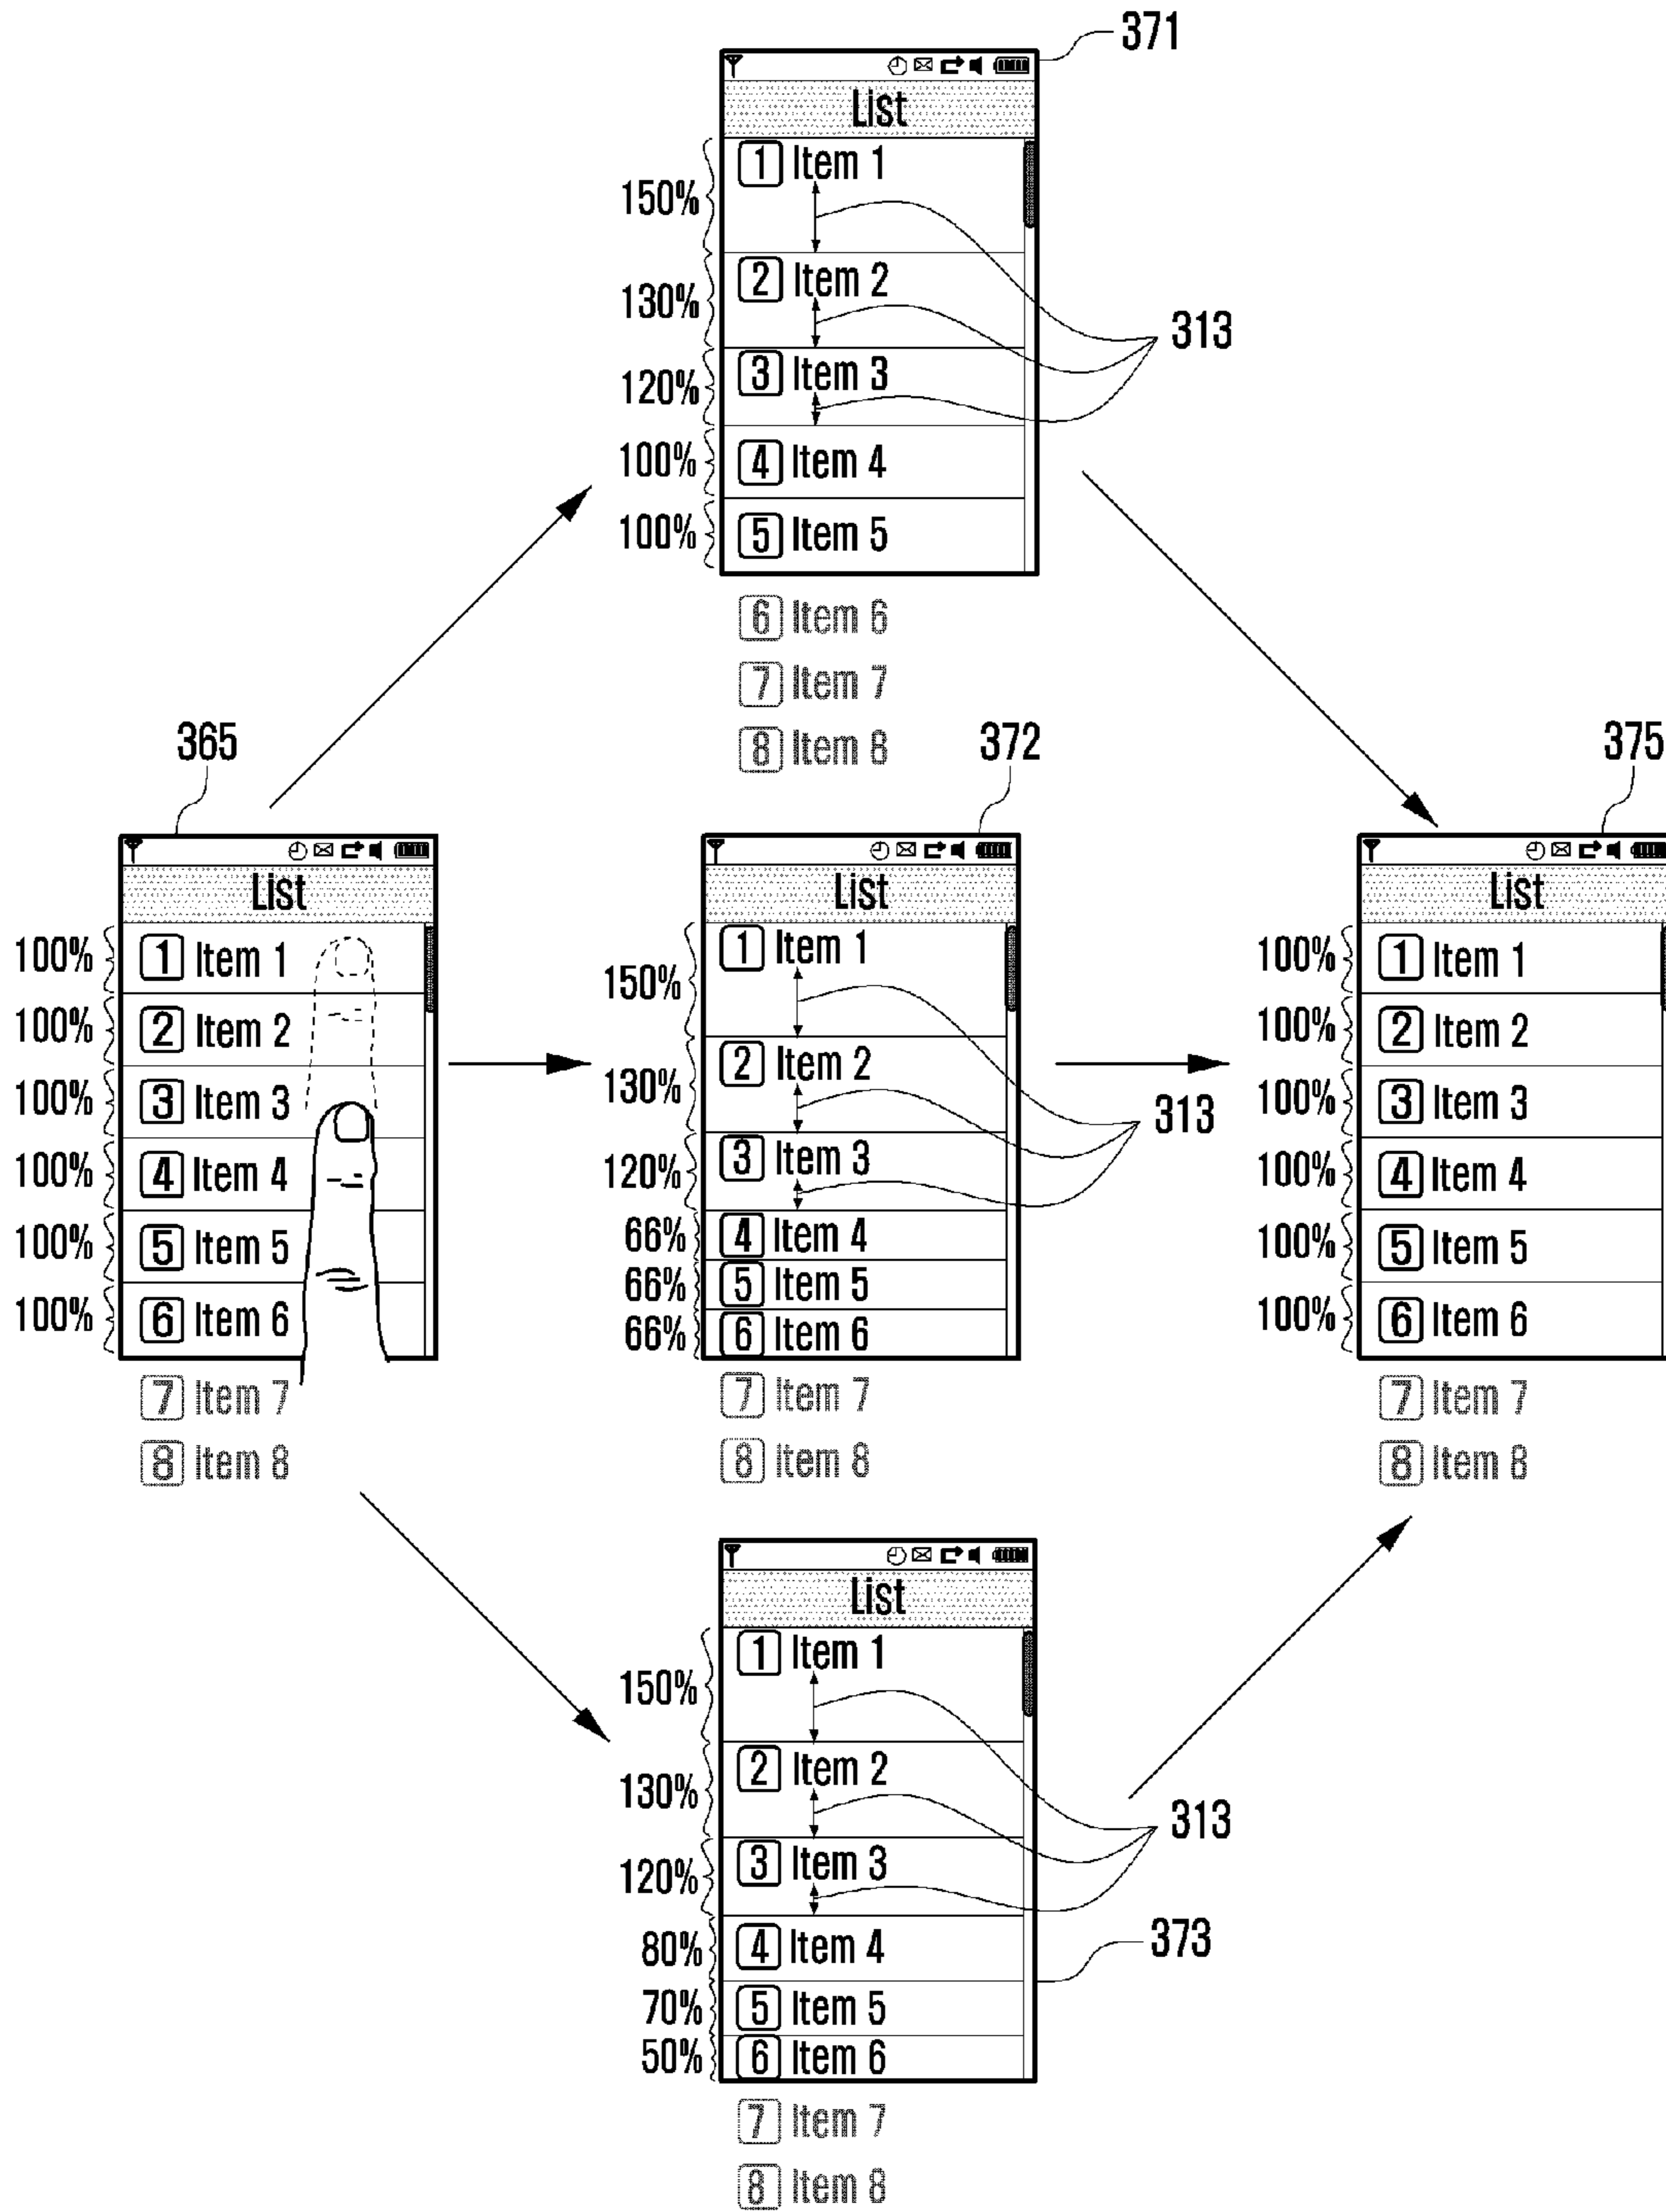 371
List
150% 1 Item 1
130% 2 Item 2
313
120% 3 Item 3
100% 4 Item 4
100% 5 Item 5
6 Item 6
7 Item 7
8 Item 8
365
List
100% 1 Item 1
100% 2 Item 2
100% 3 Item 3
100% 4 Item 4
100% 5 Item 5
100% 6 Item 6
7 Item 7
8 Item 8
372
List
150% 1 Item 1
130% 2 Item 2
313
120% 3 Item 3
66% 4 Item 4
66% 5 Item 5
66% 6 Item 6
7 Item 7
8 Item 8
375
List
100% 1 Item 1
100% 2 Item 2
100% 3 Item 3
100% 4 Item 4
100% 5 Item 5
100% 6 Item 6
7 Item 7
8 Item 8
List
150% 1 Item 1
130% 2 Item 2
313
120% 3 Item 3
373
80% 4 Item 4
70% 5 Item 5
50% 6 Item 6
7 Item 7
8 Item 8